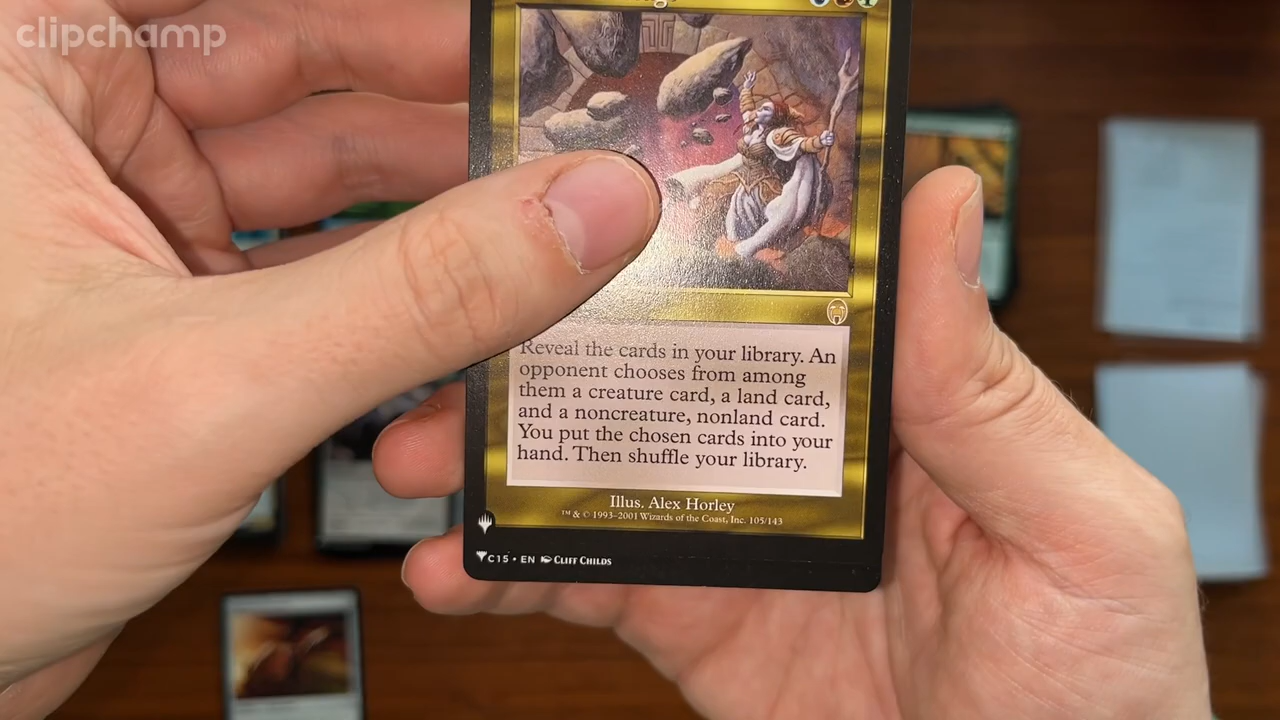 clipchamp
Reveal the cards in your library. An
opponent chooses from among
them a creature card, a land card,
and a noncreature, nonland card.
You put the chosen cards into your
hand. Then shuffle your library.
Illus. Alex Horley
™ & © 1993-2001 Wizards of the Coast, Inc. 105/143
C15 • EN Cliff Childs